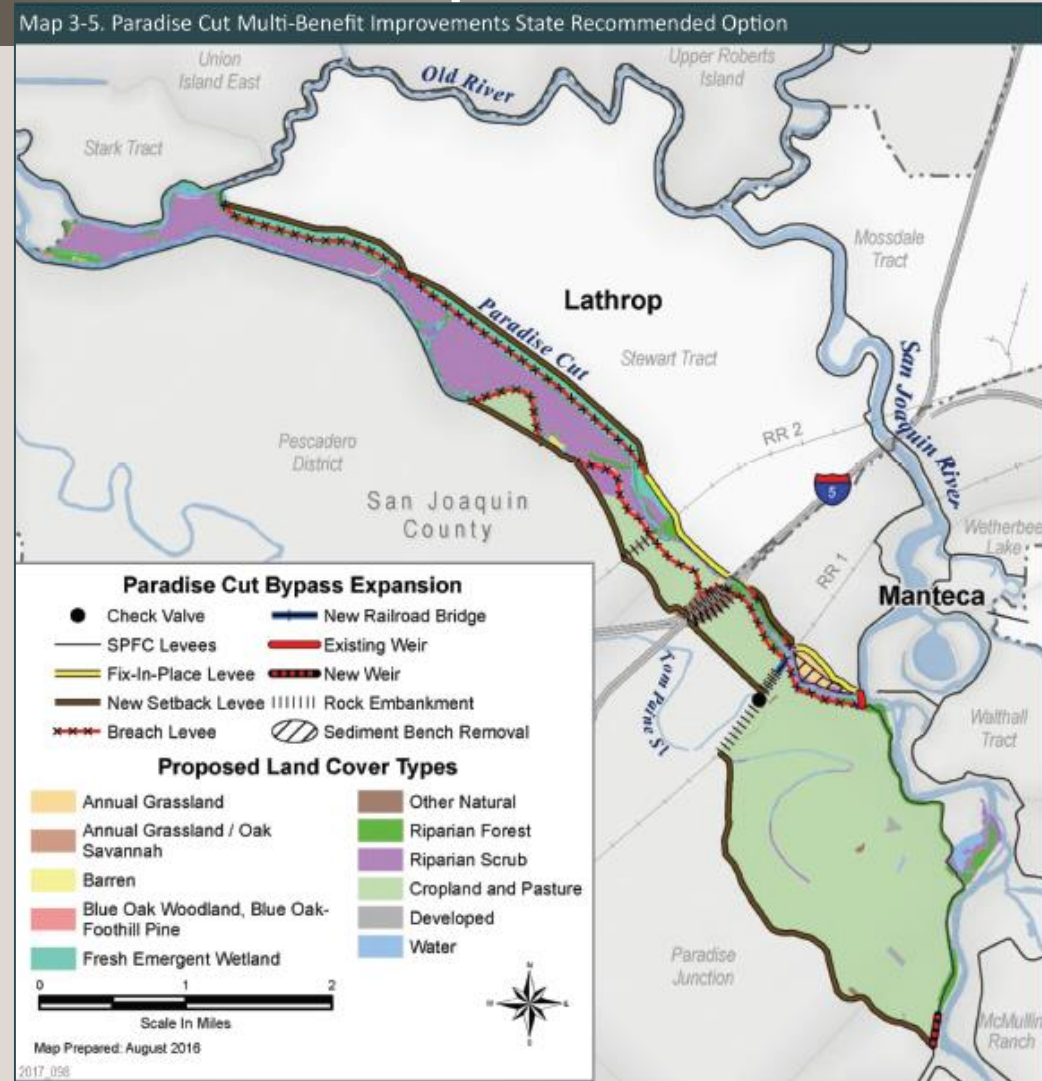 Map 3-5. Paradise Cut Multi-Benefit Improvements State Recommended Option
Union
Island East
Old River
Upper Roberts
Island
Stark Tract
Mossdale
Tract
Lathrop
Paradise Cut
Stewart Tract
San Joaquin River
RR 2
5
Pescadero
District
San Joaquin
County
Wetherbee
Lake
RR 1
Manteca
Tom Paine Sl
Walthall
Tract
Paradise
Junction
McMullin
Ranch
Paradise Cut Bypass Expansion
Check Valve
New Railroad Bridge
SPFC Levees
Existing Weir
Fix-In-Place Levee
New Weir
New Setback Levee
Rock Embankment
Breach Levee
Sediment Bench Removal
Proposed Land Cover Types
Annual Grassland
Annual Grassland / Oak
Savannah
Barren
Blue Oak Woodland, Blue Oak-
Foothill Pine
Fresh Emergent Wetland
Other Natural
Riparian Forest
Riparian Scrub
Cropland and Pasture
Developed
Water
0 1 2
Scale In Miles
N
W E
S
Map Prepared: August 2016
2017_098